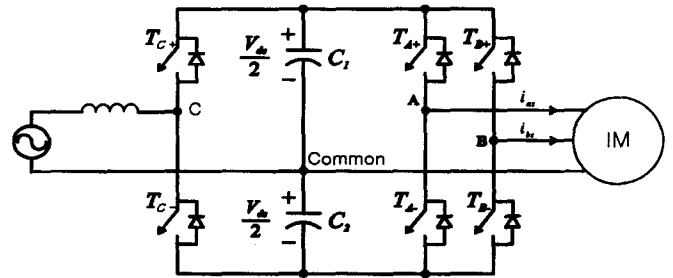 T_{C+}
V_{dc}
2
+
−
C_1
T_{A+}
T_{B+}
C
A
i_{as}
B
i_{bs}
IM
Common
T_{C-}
V_{dc}
2
+
−
C_2
T_{A-}
T_{B-}